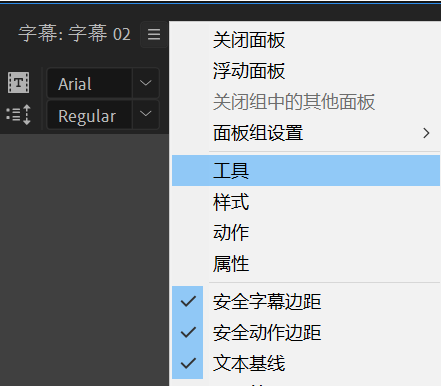 字幕: 字幕 02
T
Arial
Regular
关闭面板
浮动面板
关闭组中的其他面板
面板组设置
工具
样式
动作
属性
安全字幕边距
安全动作边距
文本基线